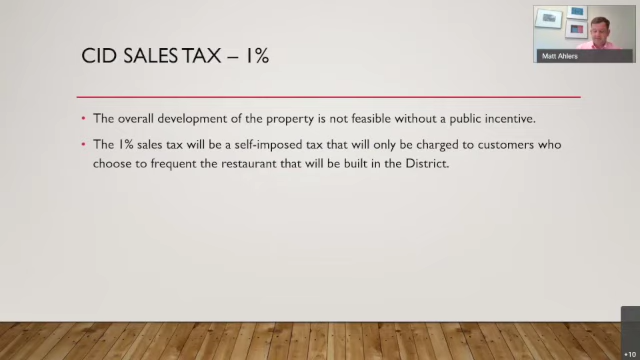 CID SALES TAX – 1%
Matt Ahlers
• The overall development of the property is not feasible without a public incentive.
• The 1% sales tax will be a self-imposed tax that will only be charged to customers who
choose to frequent the restaurant that will be built in the District.
+10